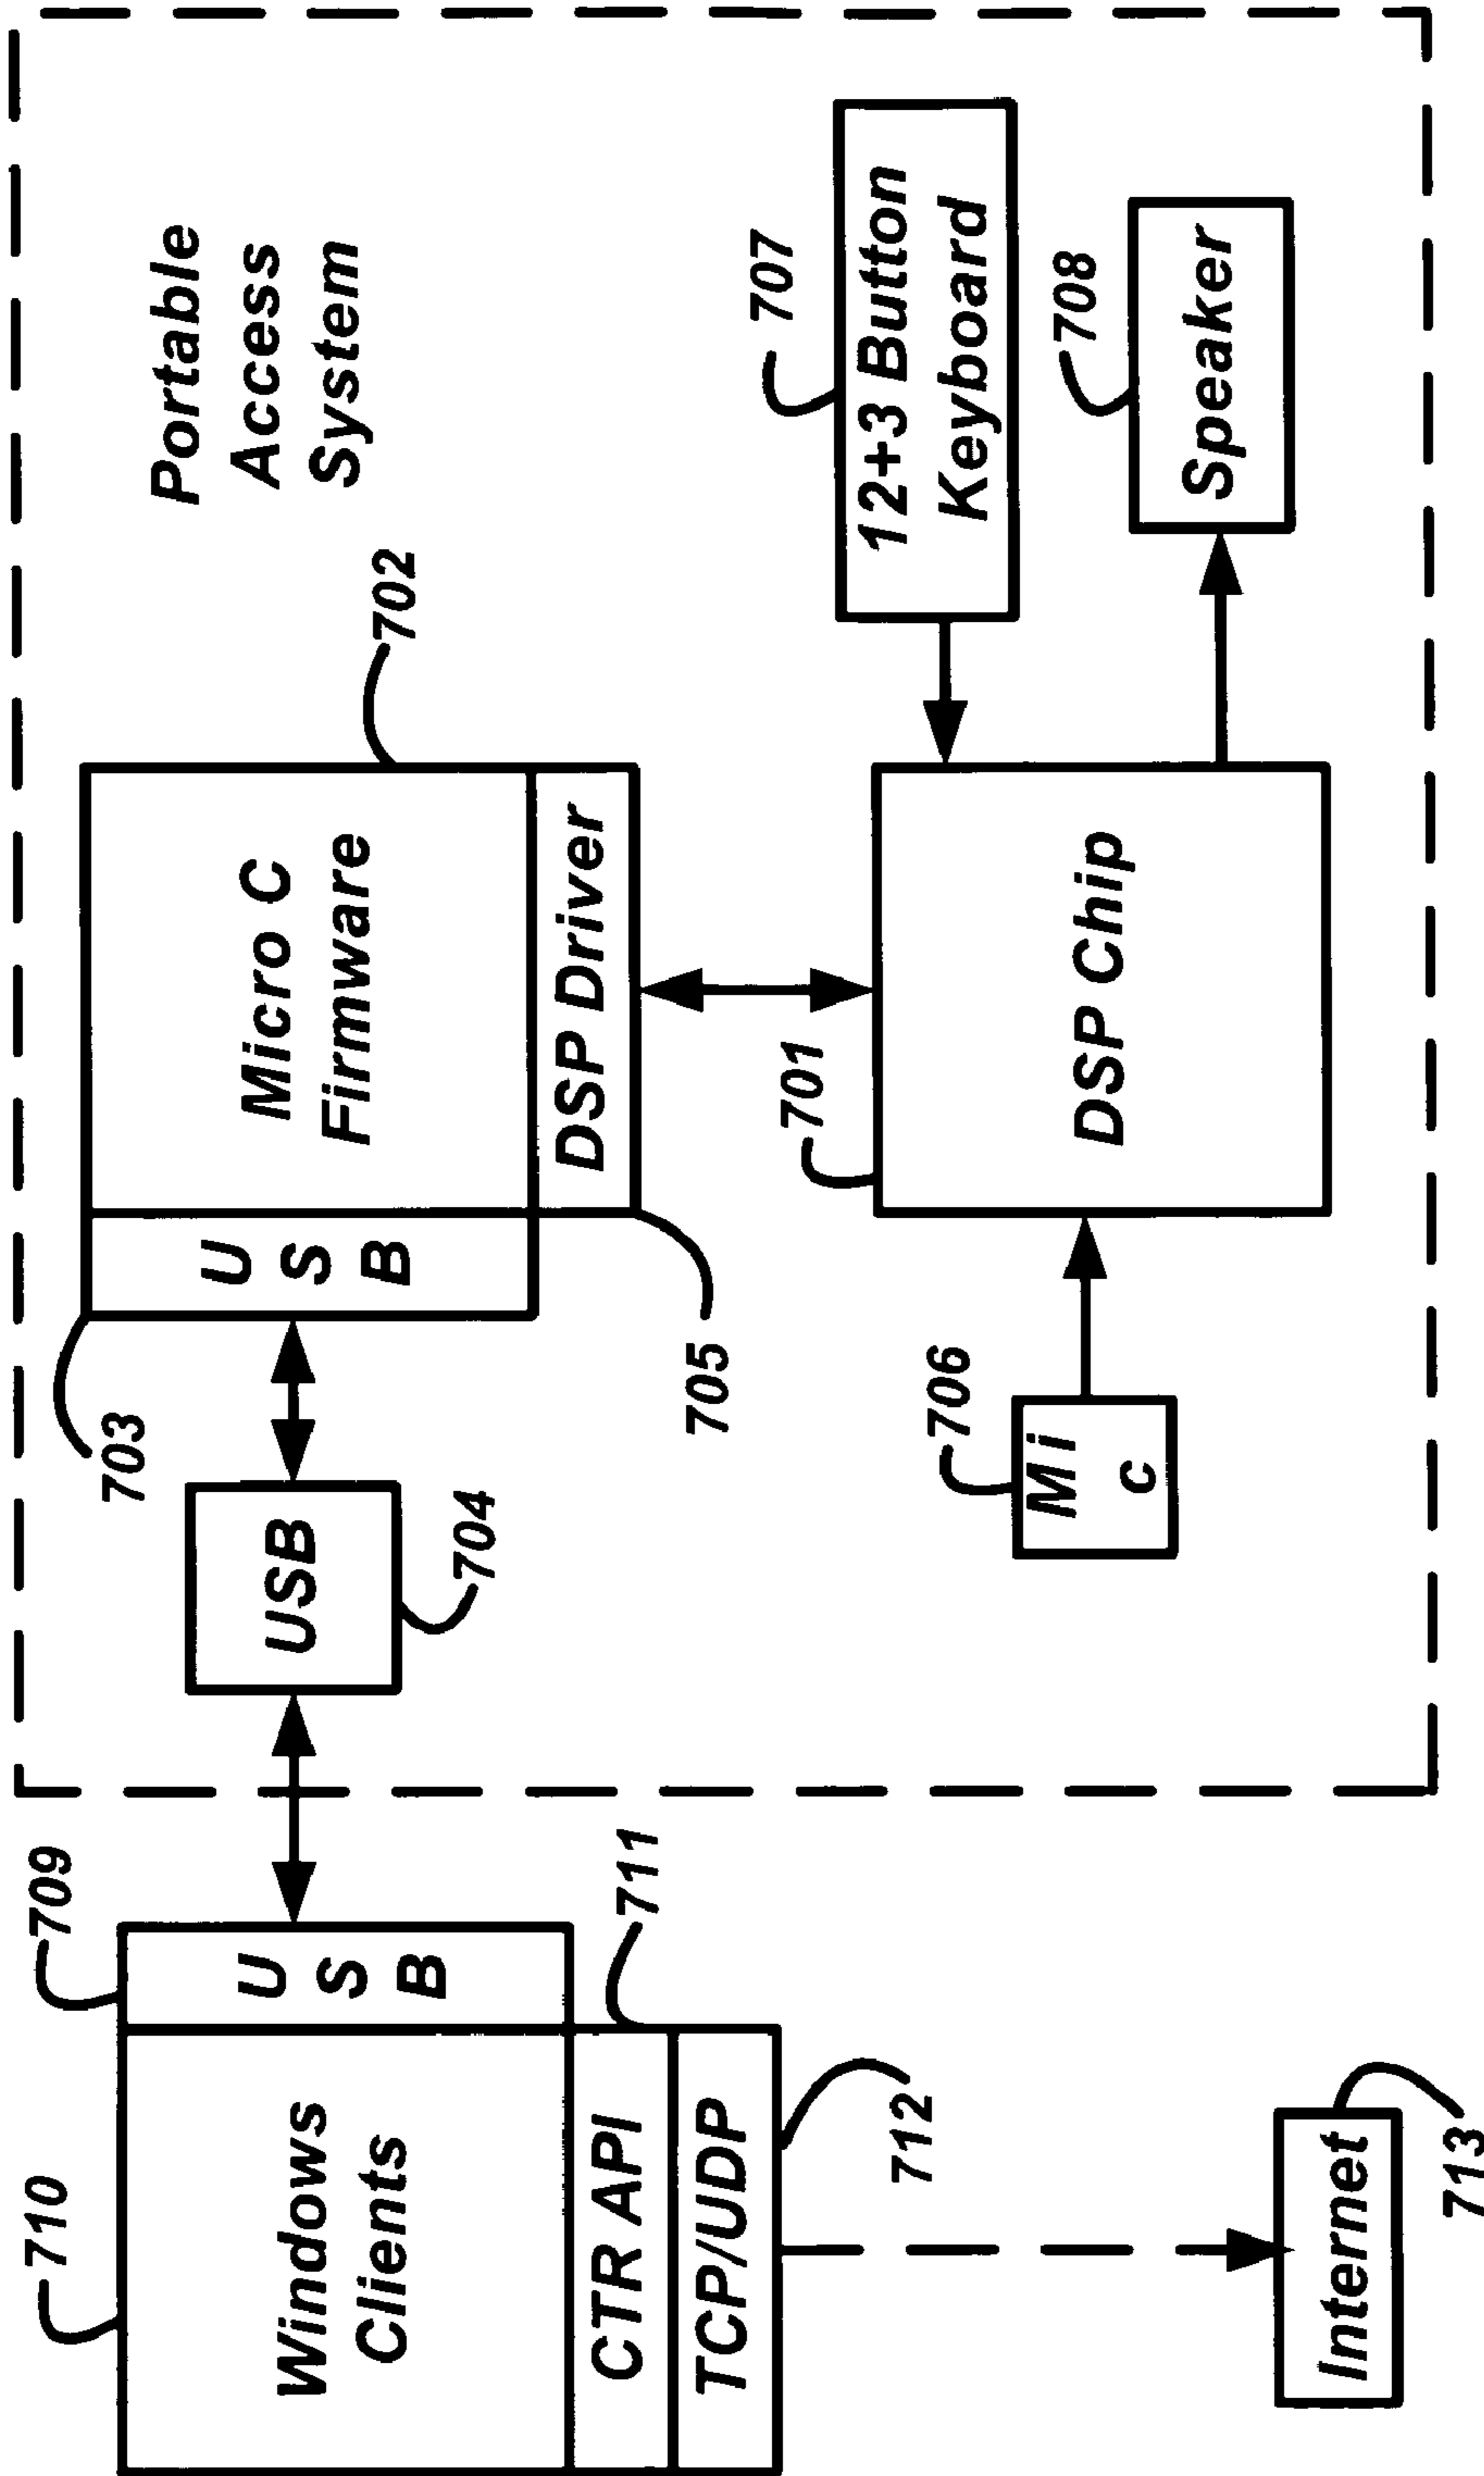 Portable
Access
System
710
Windows
Clients
CTR API
TCP/UDP
709
U
S
B
711
712
Internet
713
USB
704
703
U
S
B
Micro C
Firmware
702
DSP Driver
705
701
DSP Chip
706
Mi
c
707
12+3 Button
Keyboard
708
Speaker